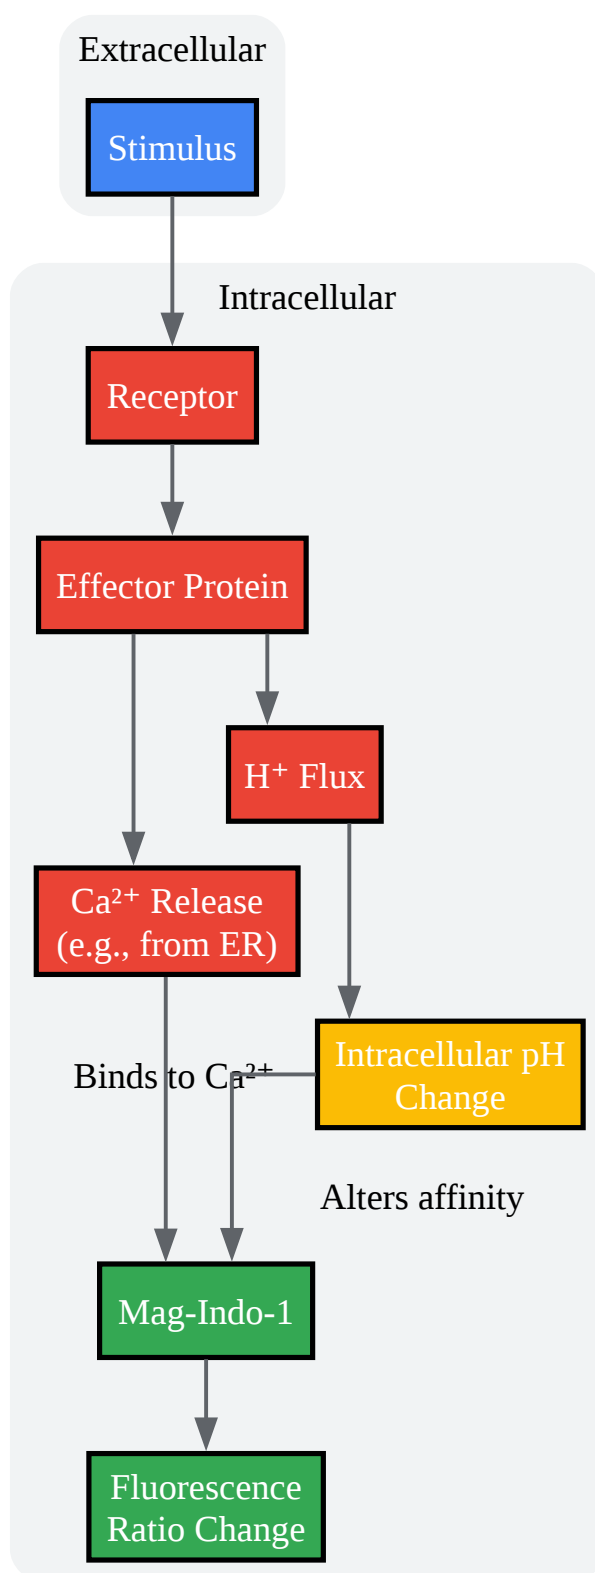 Extracellular
Stimulus
Intracellular
Receptor
Effector Protein
H⁺ Flux
Ca²⁺ Release
(e.g., from ER)
Intracellular pH
Change
Binds to Ca²⁺
Alters affinity
Mag-Indo-1
Fluorescence
Ratio Change